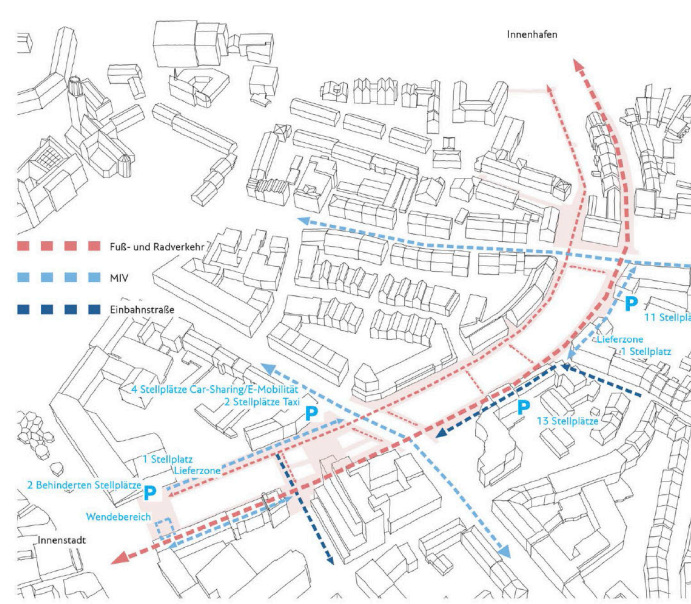 Innenhafen
Fuß- und Radverkehr
MIV
Einbahnstraße
P
11 Stellplä
Lieferzone
1 Stellplatz
4 Stellplätze Car-Sharing/E-Mobilität
2 Stellplätze Taxi
P
P
13 Stellplätze
1 Stellplatz
Lieferzone
2 Behinderten Stellplätze
P
Wendebereich
Innenstadt